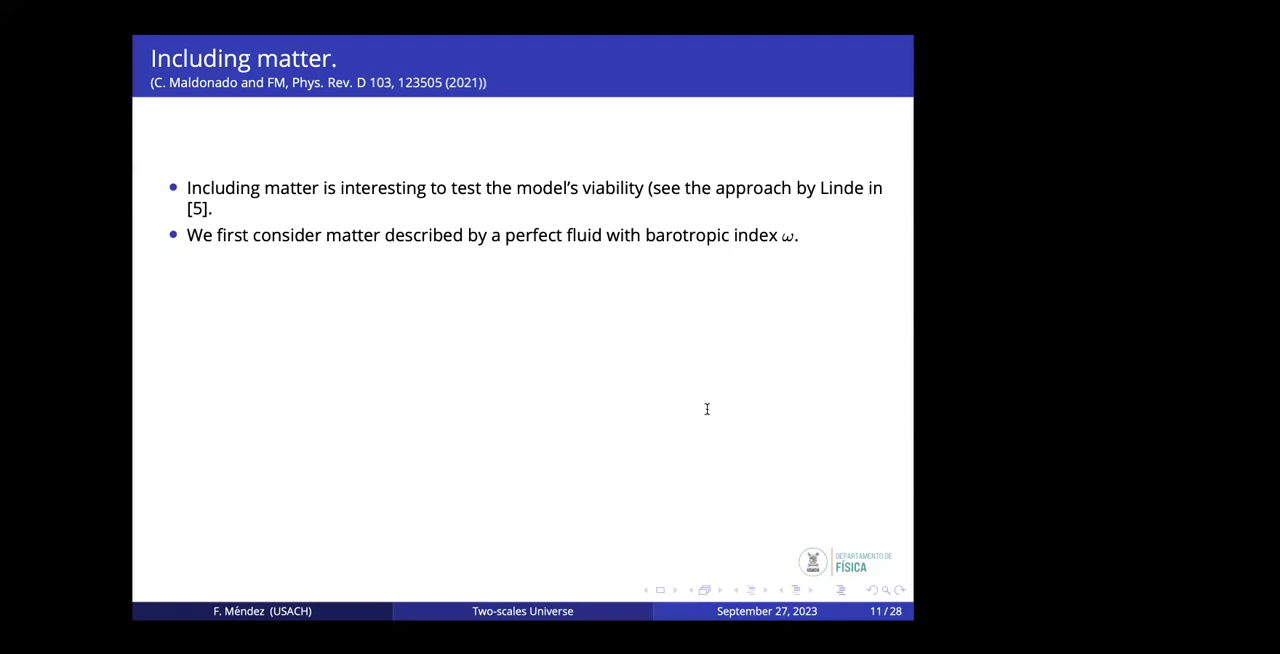 Including matter.
(C. Maldonado and FM, Phys. Rev. D 103, 123505 (2021))
• Including matter is interesting to test the model's viability (see the approach by Linde in
[5].
• We first consider matter described by a perfect fluid with barotropic index ω.
USACH
DEPARTAMENTO DE
FÍSICA
F. Méndez (USACH) Two-scales Universe September 27, 2023 11 / 28